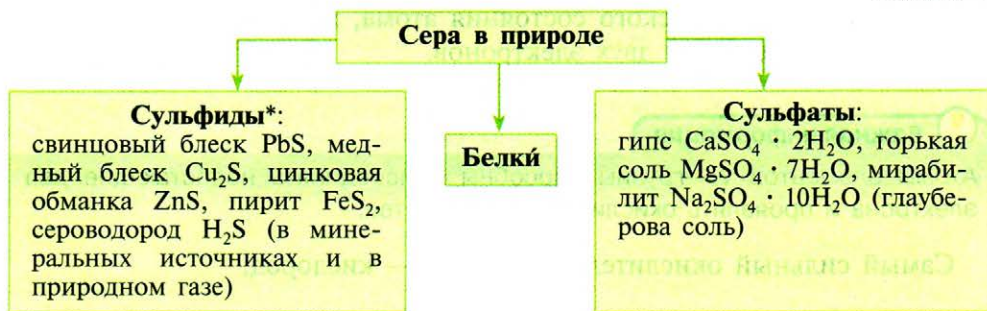 Сера в природе
Сульфиды*:
свинцовый блеск PbS, мед-
ный блеск Cu₂S, цинковая
обманка ZnS, пирит FeS₂,
сероводород H₂S (в мине-
ральных источниках и в
природном газе)
Белки́
Сульфаты:
гипс CaSO₄ · 2H₂O, горькая
соль MgSO₄ · 7H₂O, мираби-
лит Na₂SO₄ · 10H₂O (глаубе-
рова соль)